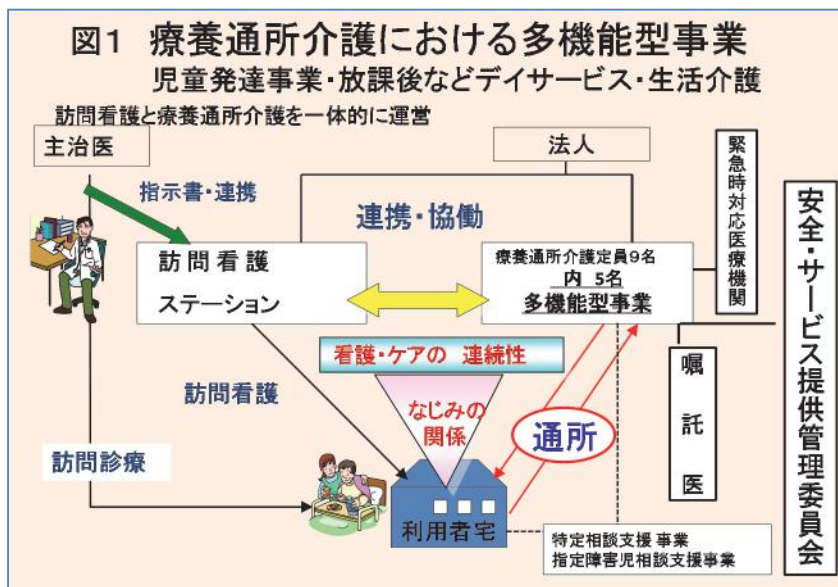 図1 療養通所介護における多機能型事業
児童発達事業・放課後などデイサービス・生活介護
訪問看護と療養通所介護を一体的に運営
主治医
法人
緊急時対応医療機関
安全・サービス提供管理委員会
指示書・連携
連携・協働
訪問看護
ステーション
療養通所介護定員9名
内 5名
多機能型事業
看護・ケアの 連続性
嘱託医
訪問看護
なじみの
関係
通所
訪問診療
利用者宅
特定相談支援 事業
指定障害児相談支援事業